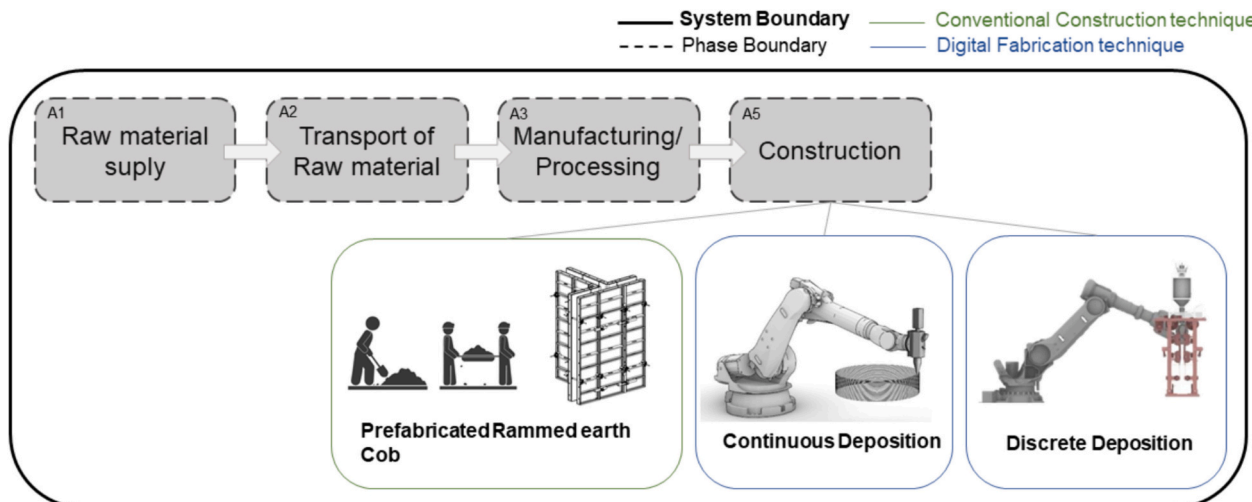 System Boundary
Conventional Construction technique
Phase Boundary
Digital Fabrication technique
A1
Raw material
suply
A2
Transport of
Raw material
A3
Manufacturing/
Processing
A5
Construction
Prefabricated Rammed earth
Cob
Continuous Deposition
Discrete Deposition